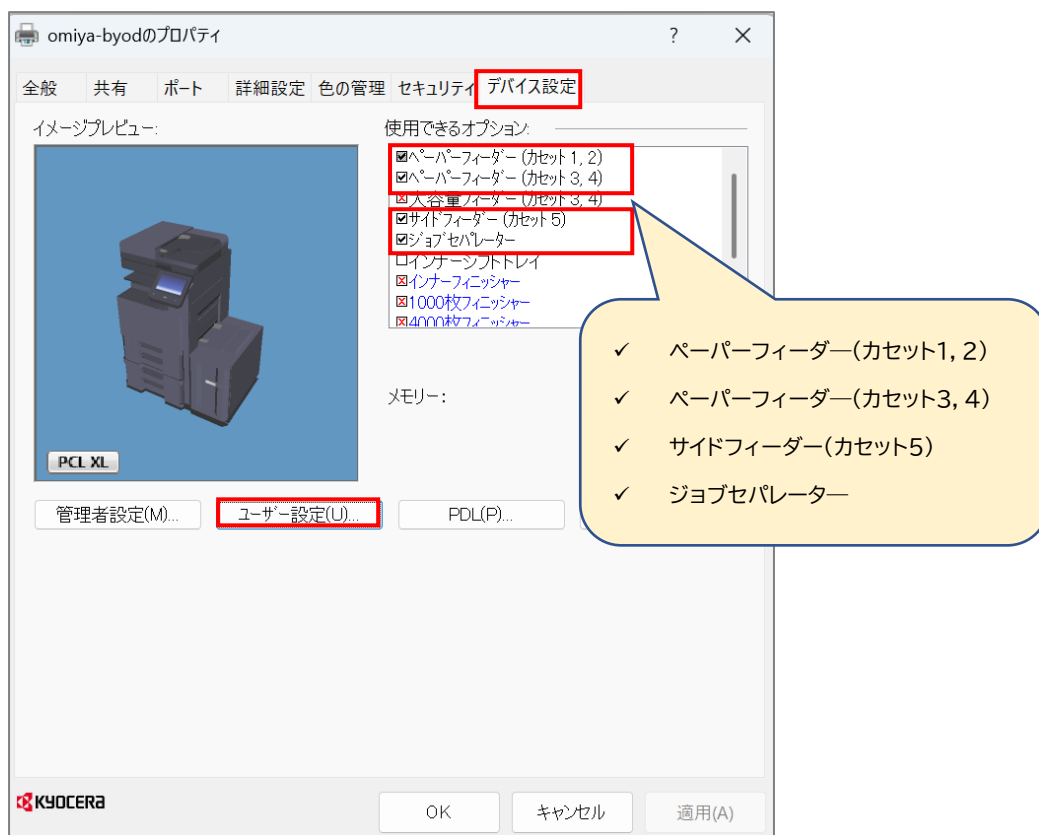 omiya-byodのプロパティ
?
全般 共有 ポート 詳細設定 色の管理 セキュリティ デバイス設定
イメージプレビュー:
使用できるオプション:
ペーパーフィーダー (カセット 1, 2)
ペーパーフィーダー (カセット 3, 4)
大容量フィーダー (カセット 3, 4)
サイドフィーダー (カセット 5)
ジョブセパレーター
インナーシフトトレイ
インナーフィニッシャー
1000枚フィニッシャー
4000枚フィニッシャー
メモリー:
PCL XL
✓ ペーパーフィーダ―(カセット1, 2)
✓ ペーパーフィーダ―(カセット3, 4)
✓ サイドフィーダー(カセット5)
✓ ジョブセパレータ―
管理者設定(M)... ユーザー設定(U)... PDL(P)...
KYOCERA
OK キャンセル 適用(A)